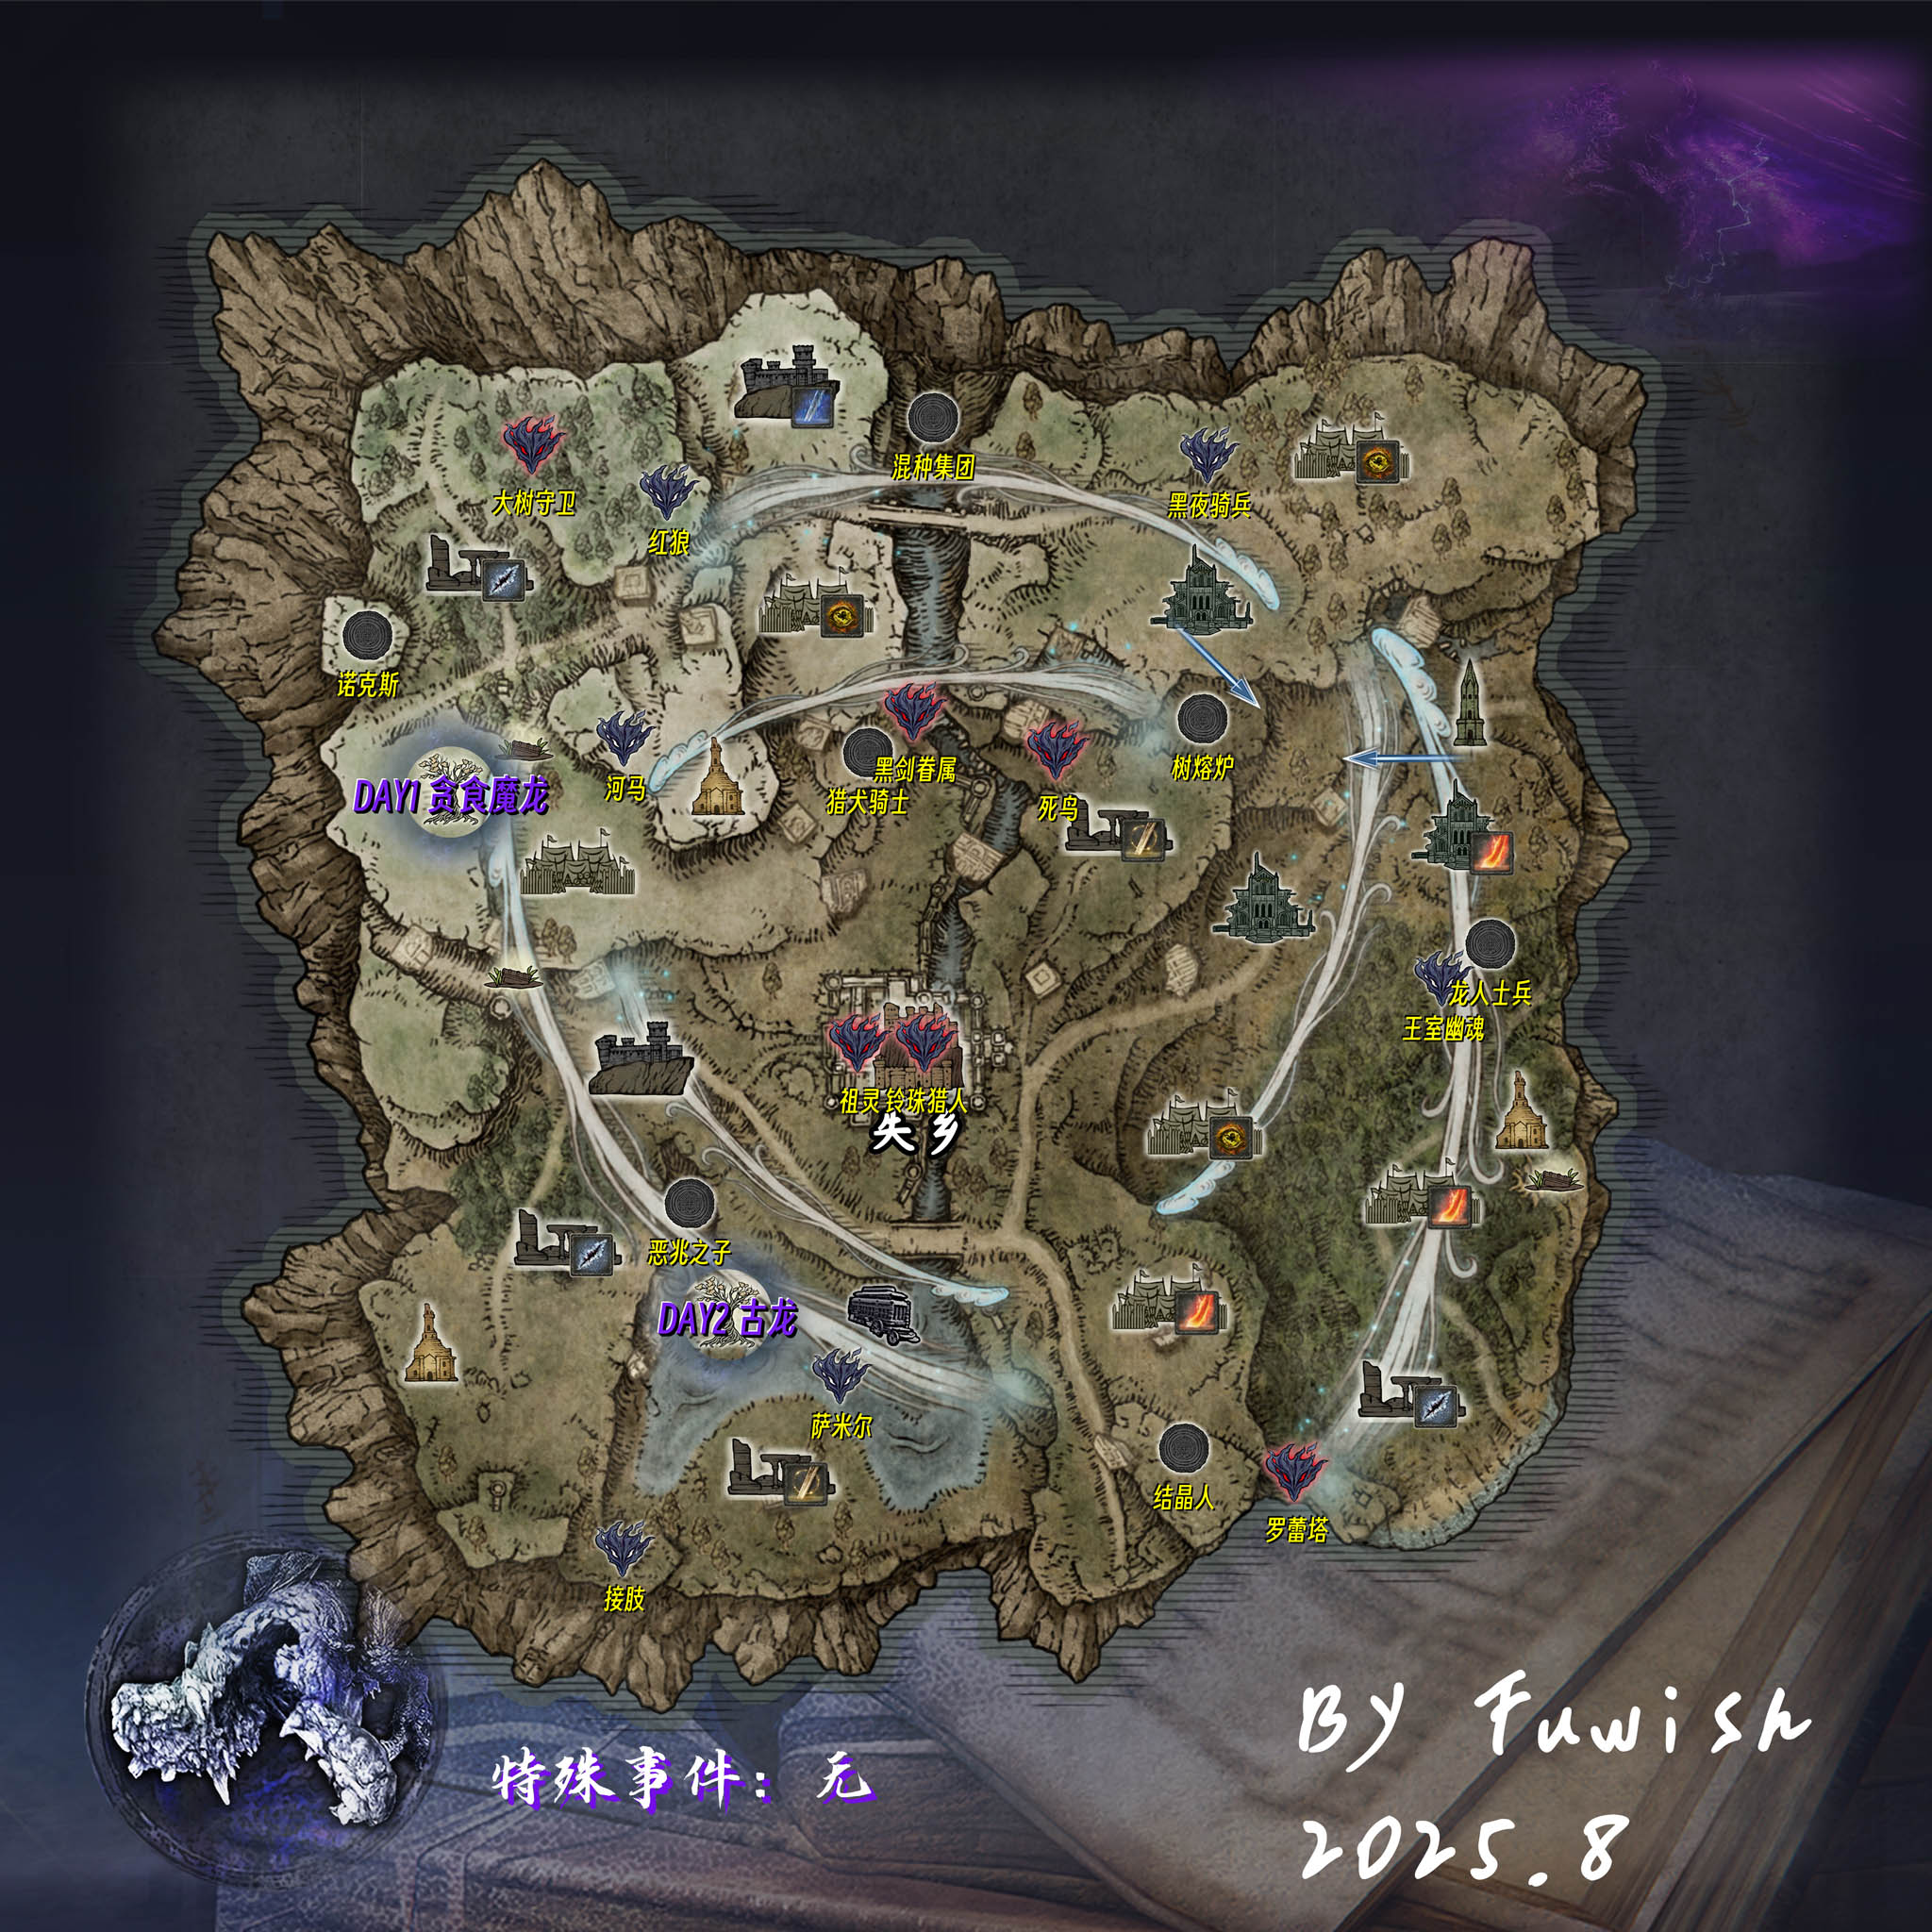 混种集团
大树守卫
黑夜骑兵
红狼
诺克斯
树熔炉
黑剑眷属
河马
DAY1 贪食魔龙
猎犬骑士
死鸟
龙人士兵
王室幽魂
祖灵
铃珠猎人
失乡
恶兆之子
DAY2 古龙
萨米尔
结晶人
罗蕾塔
接肢
特殊事件：无
BY Fuwish
2025.8